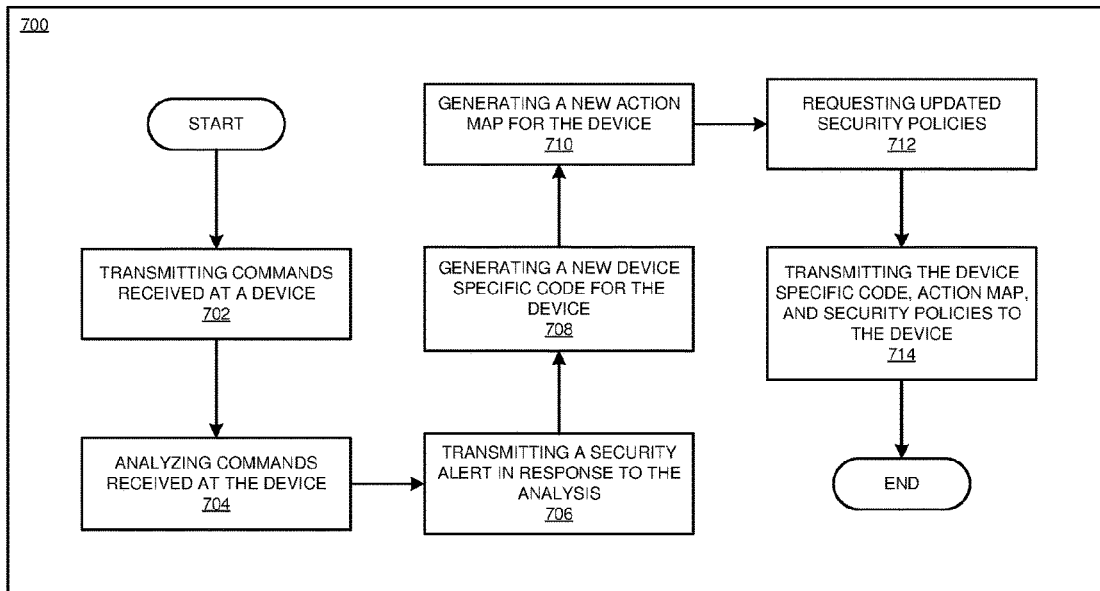 700
START
TRANSMITTING COMMANDS
RECEIVED AT A DEVICE
702
ANALYZING COMMANDS
RECEIVED AT THE DEVICE
704
TRANSMITTING A SECURITY
ALERT IN RESPONSE TO THE
ANALYSIS
706
GENERATING A NEW DEVICE
SPECIFIC CODE FOR THE
DEVICE
708
GENERATING A NEW ACTION
MAP FOR THE DEVICE
710
REQUESTING UPDATED
SECURITY POLICIES
712
TRANSMITTING THE DEVICE
SPECIFIC CODE, ACTION MAP,
AND SECURITY POLICIES TO
THE DEVICE
714
END